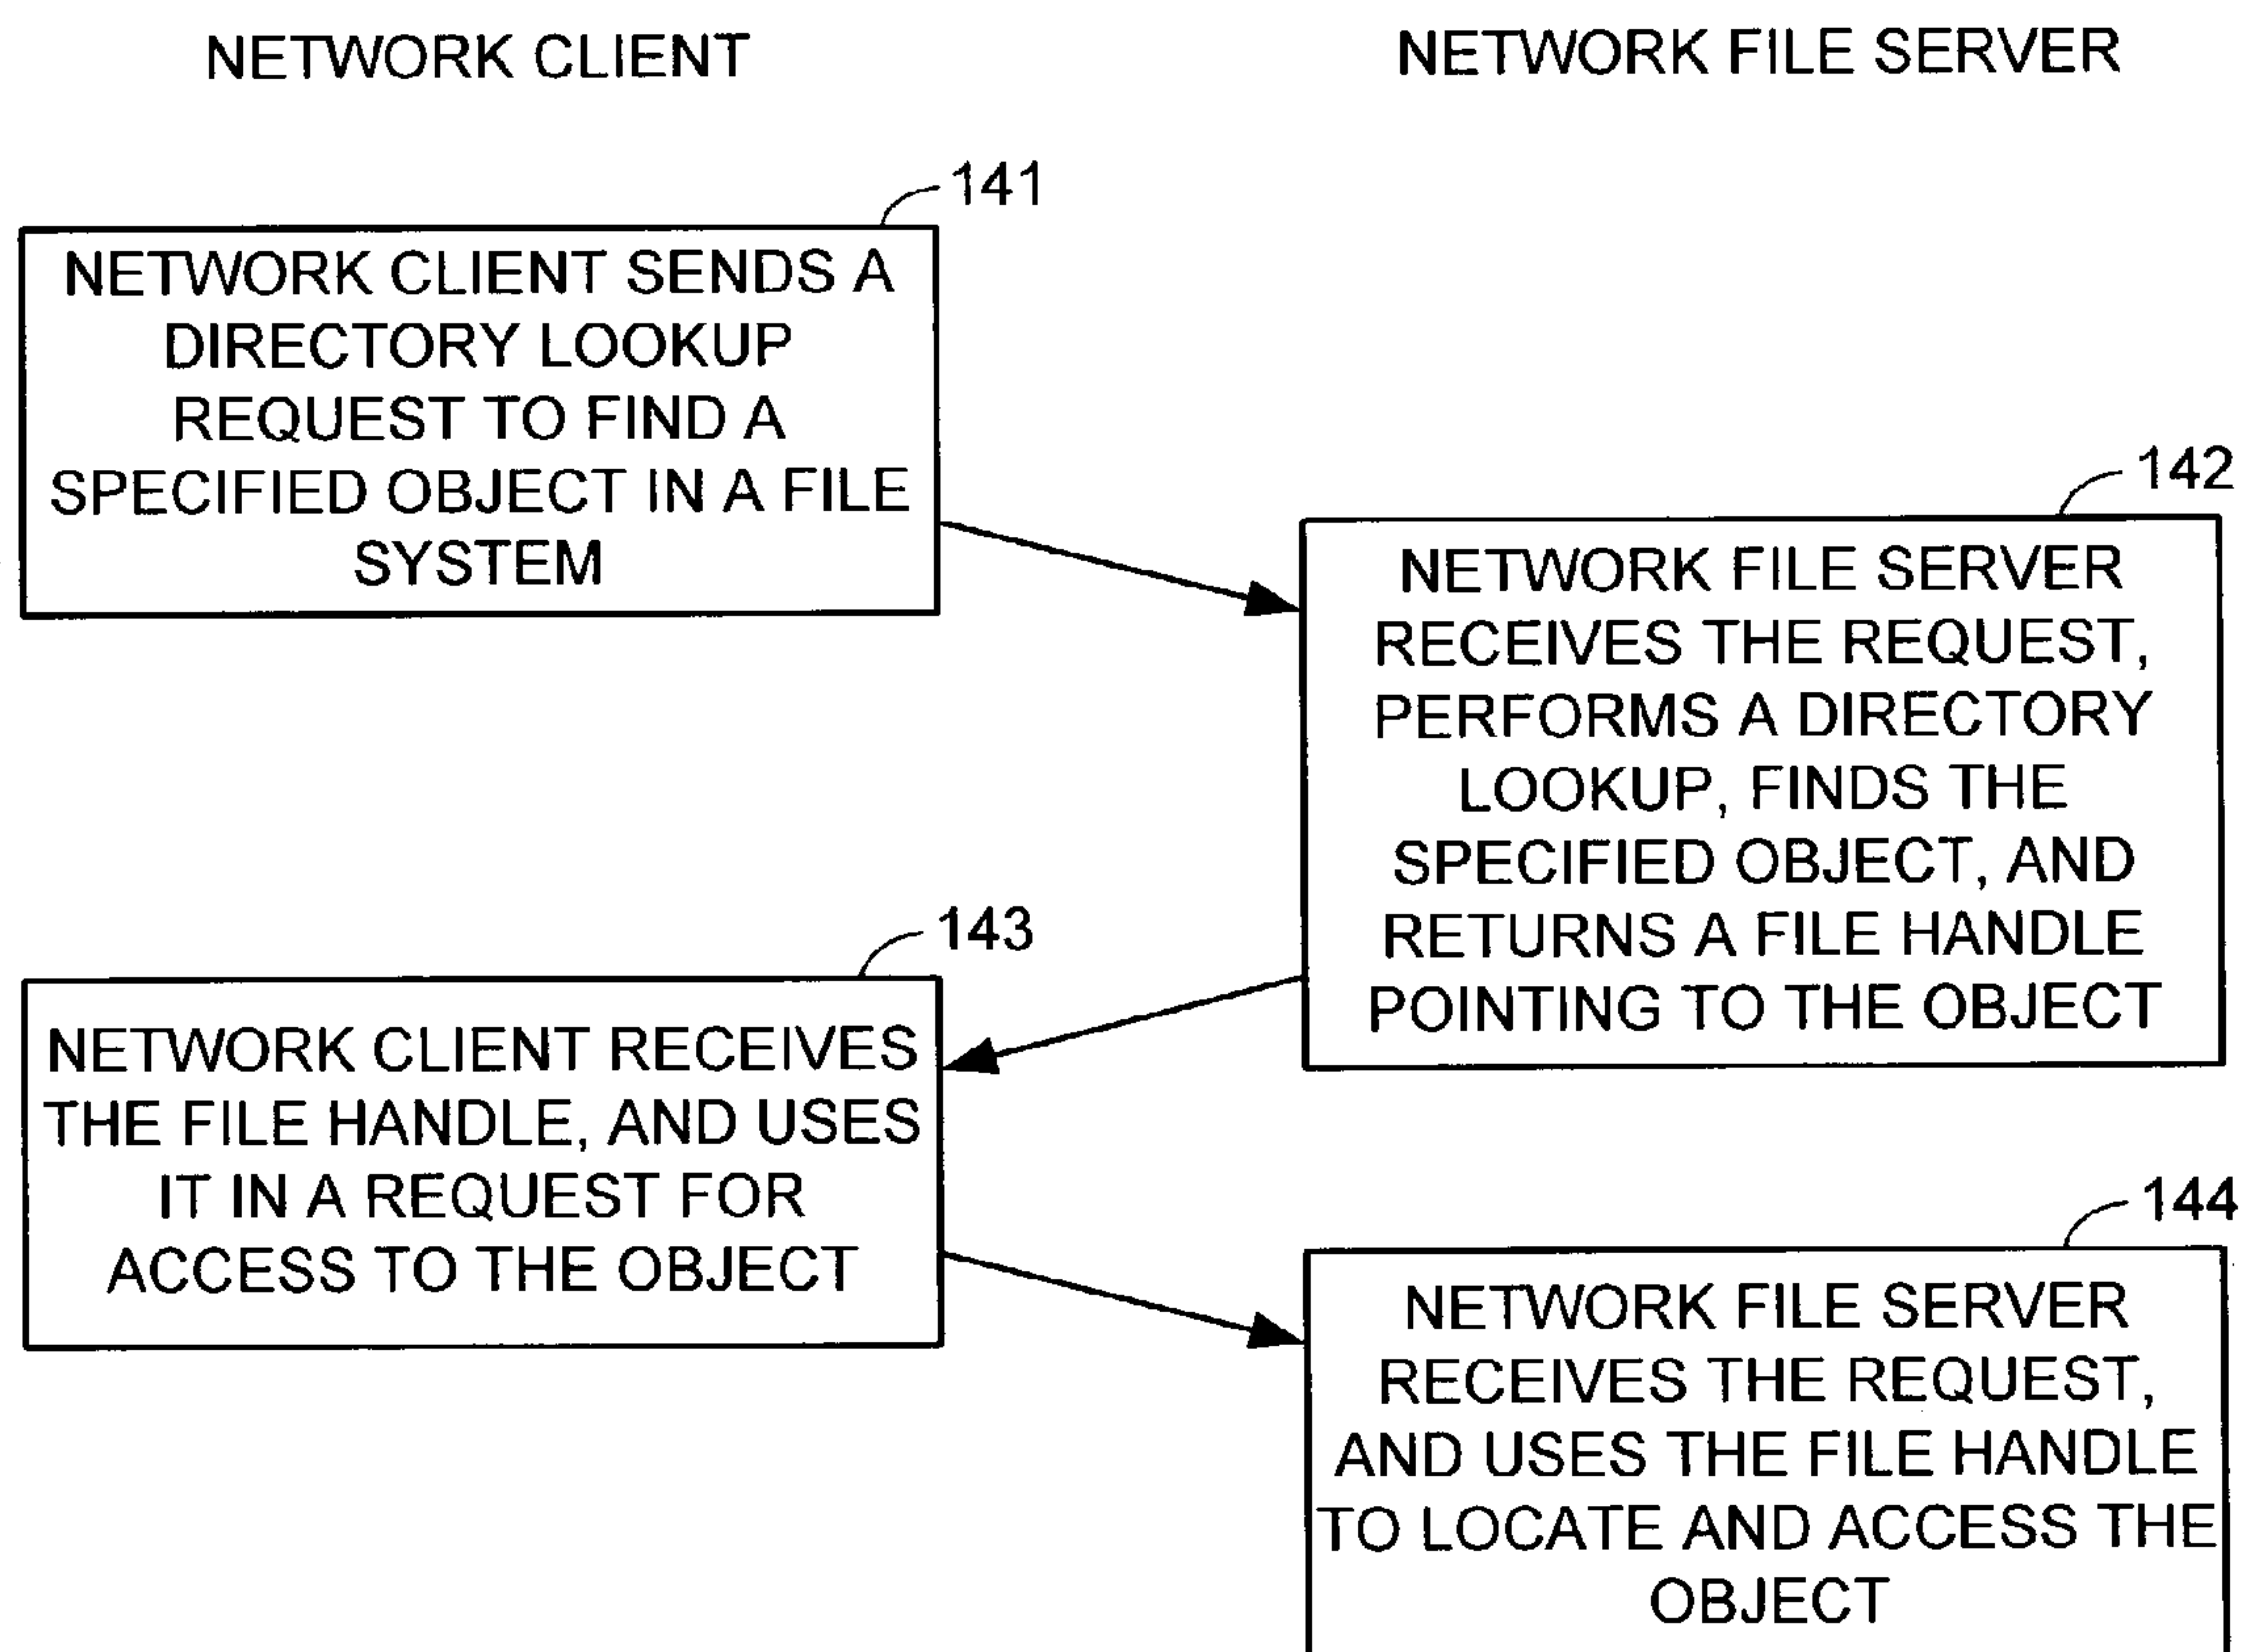 NETWORK CLIENT
NETWORK FILE SERVER
141
NETWORK CLIENT SENDS A
DIRECTORY LOOKUP
REQUEST TO FIND A
SPECIFIED OBJECT IN A FILE
SYSTEM
142
NETWORK FILE SERVER
RECEIVES THE REQUEST,
PERFORMS A DIRECTORY
LOOKUP, FINDS THE
SPECIFIED OBJECT, AND
RETURNS A FILE HANDLE
POINTING TO THE OBJECT
143
NETWORK CLIENT RECEIVES
THE FILE HANDLE, AND USES
IT IN A REQUEST FOR
ACCESS TO THE OBJECT
144
NETWORK FILE SERVER
RECEIVES THE REQUEST,
AND USES THE FILE HANDLE
TO LOCATE AND ACCESS THE
OBJECT